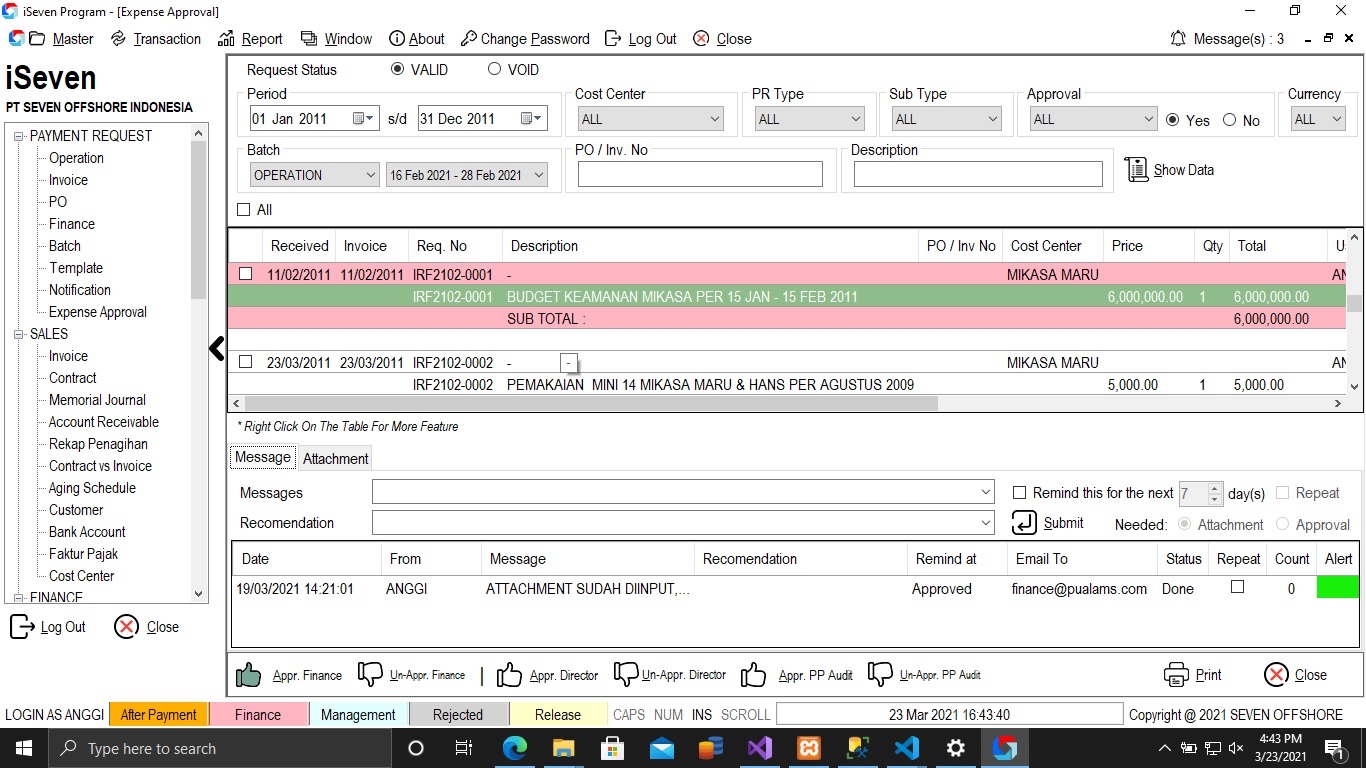 iSeven Program - [Expense Approval]
Master Transaction Report Window About Change Password Log Out Close Message(s) : 3
iSeven
PT SEVEN OFFSHORE INDONESIA
PAYMENT REQUEST
Operation
Invoice
PO
Finance
Batch
Template
Notification
Expense Approval
SALES
Invoice
Contract
Memorial Journal
Account Receivable
Rekap Penagihan
Contract vs Invoice
Aging Schedule
Customer
Bank Account
Faktur Pajak
Cost Center
FINANCE
Log Out Close
Request Status VALID VOID
Period Cost Center PR Type Sub Type Approval Currency
01 Jan 2011 s/d 31 Dec 2011 ALL ALL ALL ALL Yes No ALL
Batch PO / Inv. No Description
OPERATION 16 Feb 2021 - 28 Feb 2021 Show Data
All
Received Invoice Req. No Description PO / Inv No Cost Center Price Qty Total
11/02/2011 11/02/2011 IRF2102-0001 - MIKASA MARU
IRF2102-0001 BUDGET KEAMANAN MIKASA PER 15 JAN - 15 FEB 2011 6,000,000.00 1 6,000,000.00
SUB TOTAL : 6,000,000.00
23/03/2011 23/03/2011 IRF2102-0002 - - MIKASA MARU
IRF2102-0002 PEMAKAIAN MINI 14 MIKASA MARU & HANS PER AGUSTUS 2009 5,000.00 1 5,000.00
* Right Click On The Table For More Feature
Message Attachment
Messages Remind this for the next 7 day(s) Repeat
Recomendation Submit Needed: Attachment Approval
Date From Message Recomendation Remind at Email To Status Repeat Count Alert
19/03/2021 14:21:01 ANGGI ATTACHMENT SUDAH DIINPUT,... Approved finance@pualams.com Done 0
Appr. Finance Un-Appr. Finance | Appr. Director Un-Appr. Director Appr. PP Audit Un-Appr. PP Audit Print Close
LOGIN AS ANGGI After Payment Finance Management Rejected Release CAPS NUM INS SCROLL 23 Mar 2021 16:43:40 Copyright @ 2021 SEVEN OFFSHORE
Type here to search
4:43 PM
3/23/2021
1